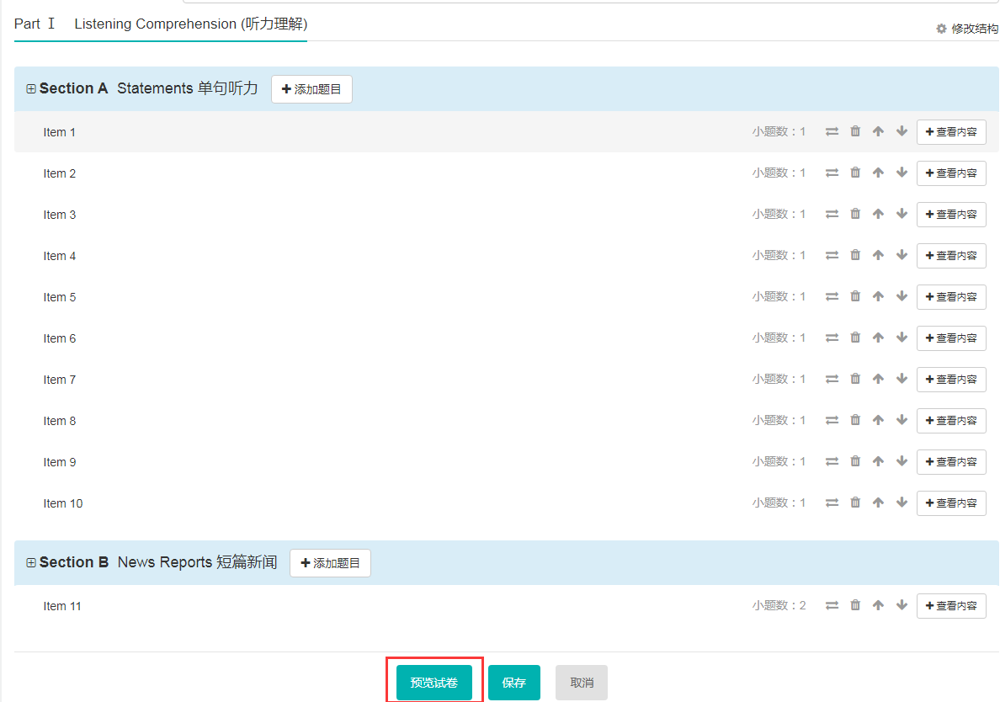 Part Ⅰ Listening Comprehension (听力理解)
修改结构
Section A Statements 单句听力 添加题目
Item 1 小题数：1 查看内容
Item 2 小题数：1 查看内容
Item 3 小题数：1 查看内容
Item 4 小题数：1 查看内容
Item 5 小题数：1 查看内容
Item 6 小题数：1 查看内容
Item 7 小题数：1 查看内容
Item 8 小题数：1 查看内容
Item 9 小题数：1 查看内容
Item 10 小题数：1 查看内容
Section B News Reports 短篇新闻 添加题目
Item 11 小题数：2 查看内容
预览试卷 保存 取消